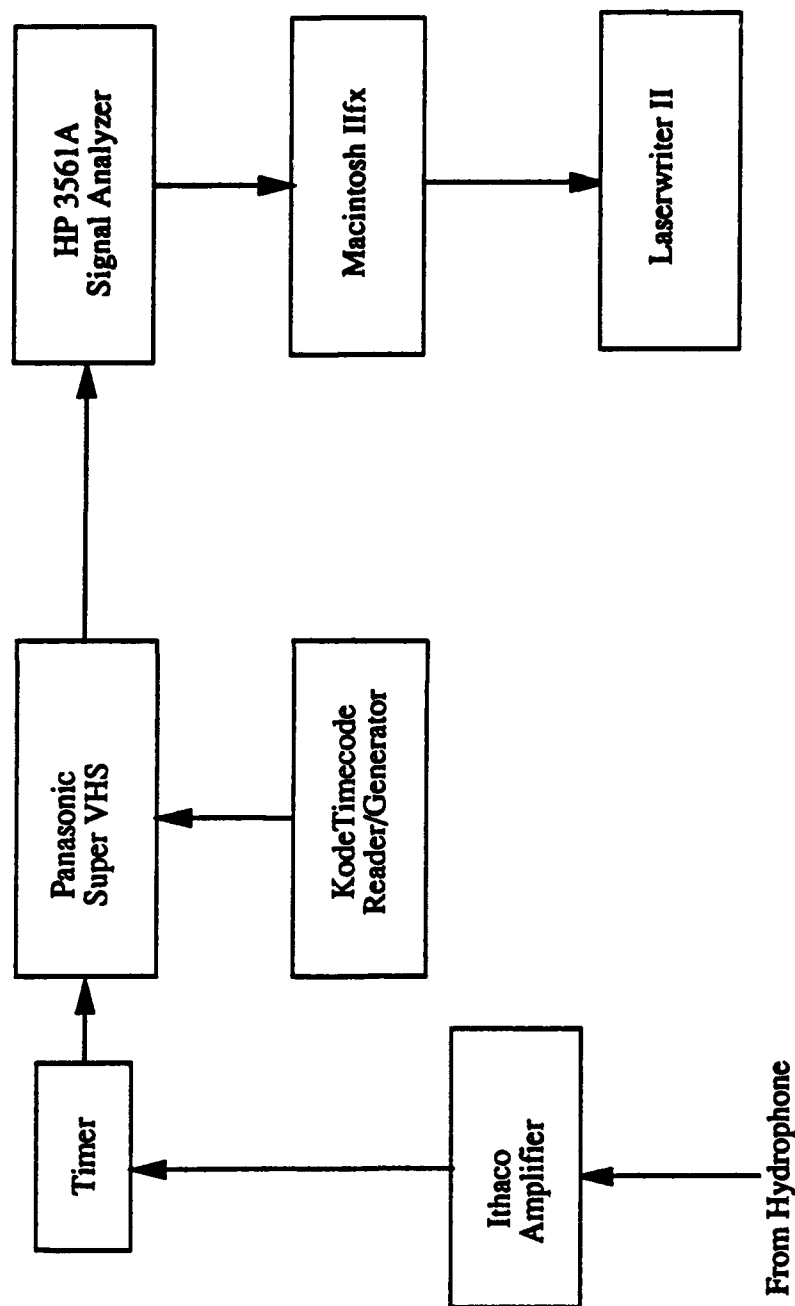 From Hydrophone
Ithaco
Amplifier
Timer
Panasonic
Super VHS
KodeTimecode
Reader/Generator
HP 3561A
Signal Analyzer
Macintosh IIfx
Laserwriter II